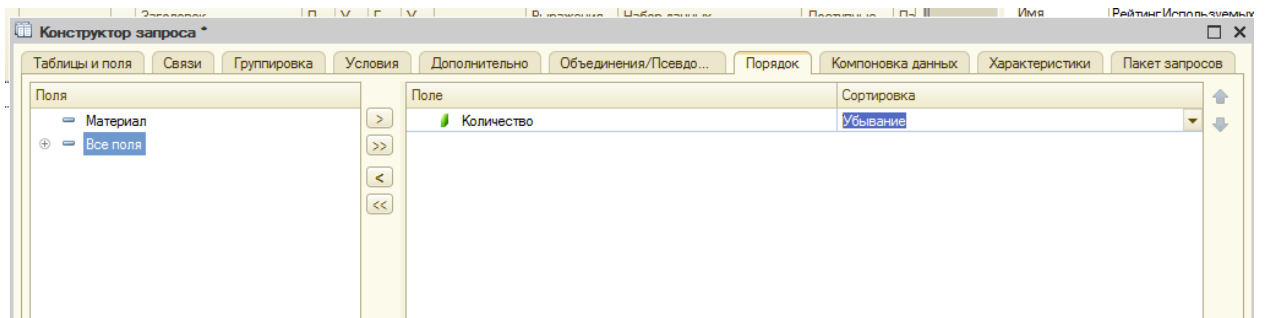 Имя РейтингИспользуемых
Конструктор запроса *
Таблицы и поля Связи Группировка Условия Дополнительно Объединения/Псевдо... Порядок Компоновка данных Характеристики Пакет запросов
Поля Поле Сортировка
Материал > Количество Убывание
Все поля >>
<
<<